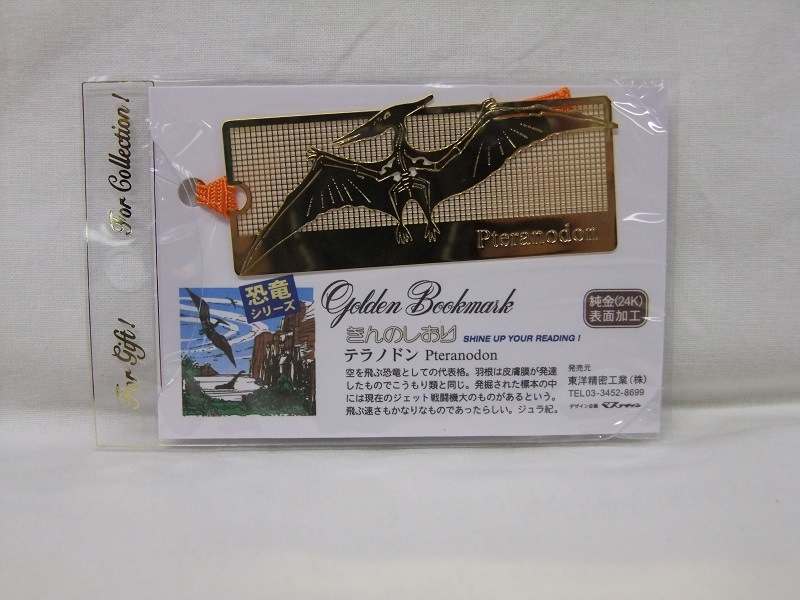 For Collection!
For Gift!
Pteranodon
恐竜
シリーズ
Golden Bookmark
きんのしおり SHINE UP YOUR READING!
テラノドン Pteranodon
空を飛ぶ恐竜としての代表格。羽根は皮膚膜が発達
したものでこうもり類と同じ。発掘された標本の中
には現在のジェット戦闘機大のものがあるという。
飛ぶ速さもかなりなものであったらしい。ジュラ紀。
純金(24K)
表面加工
発売元
東洋精密工業(株)
TEL03-3452-8699
デザイン企画